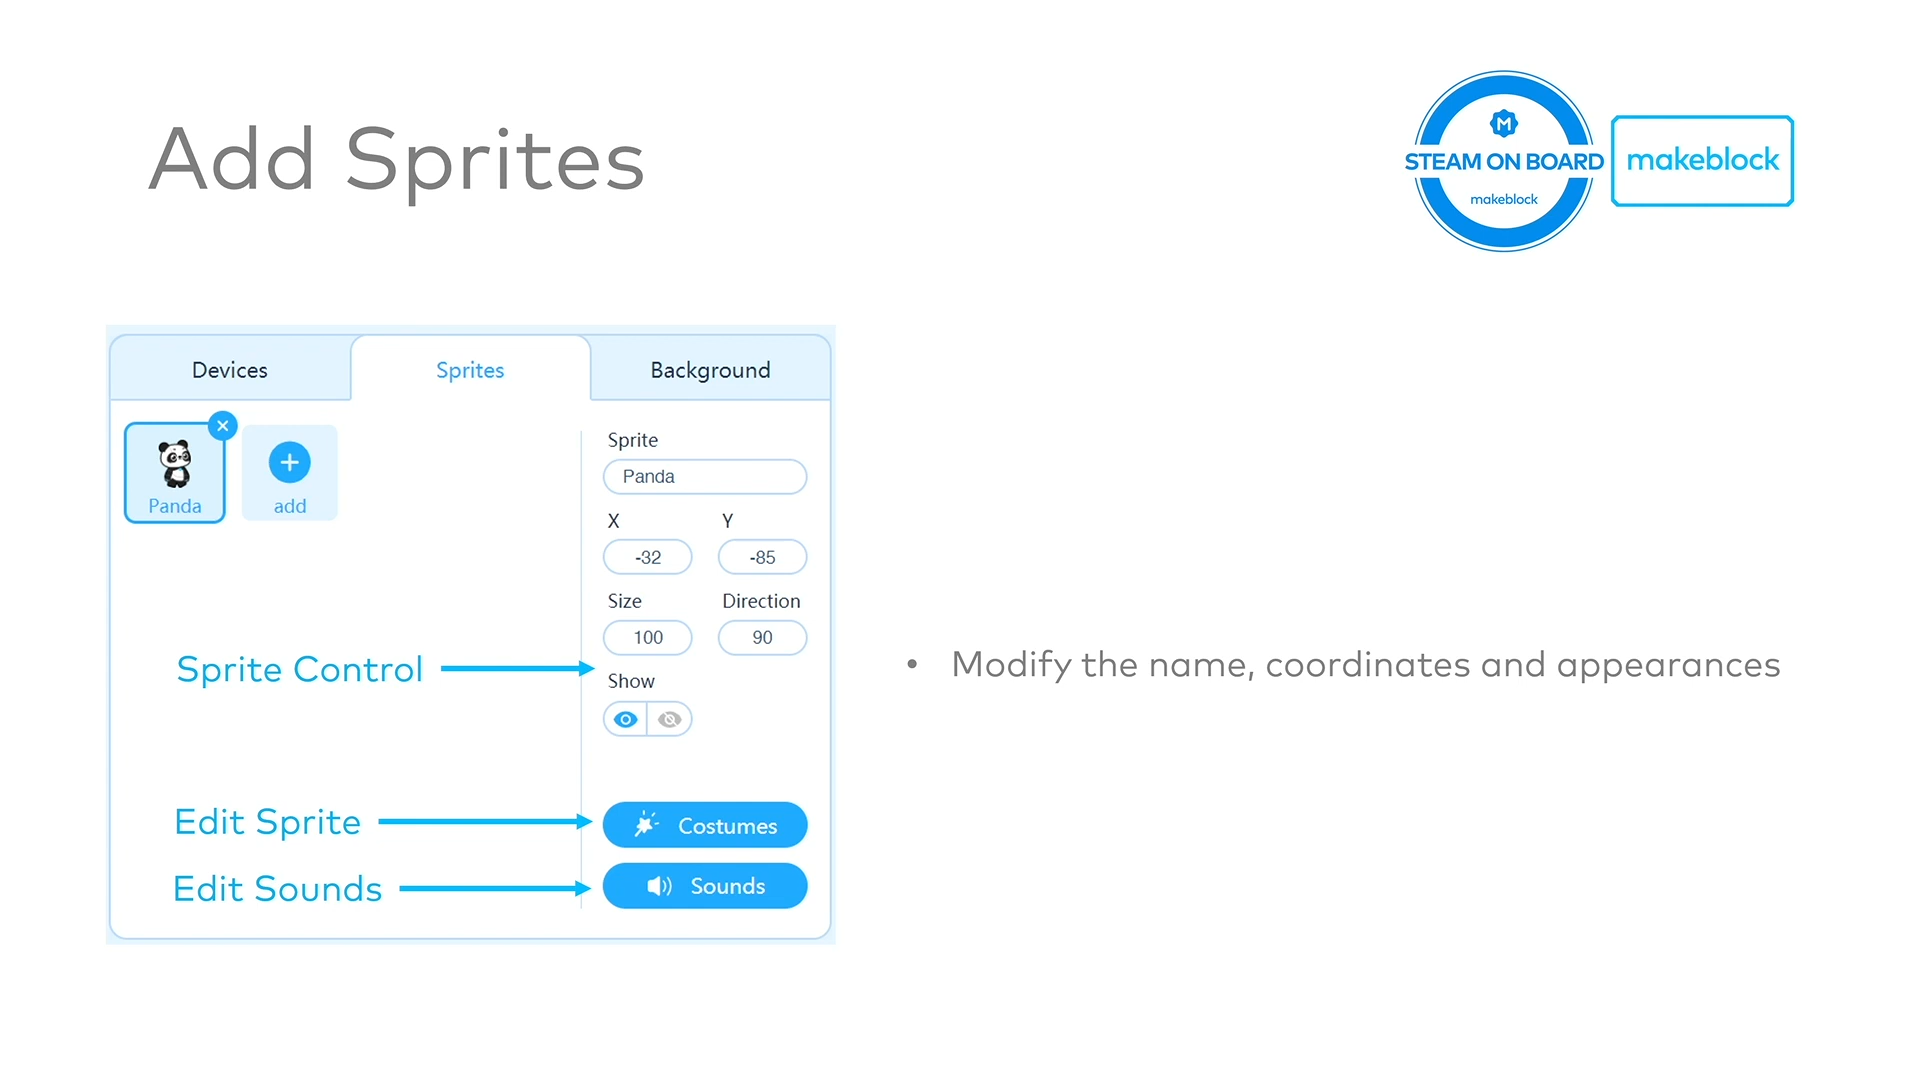 Add Sprites
M
STEAM ON BOARD
makeblock
makeblock
Devices
Sprites
Background
Panda
add
Sprite
Panda
X
Y
-32
-85
Size
Direction
100
90
Sprite Control
Show
Edit Sprite
Costumes
Edit Sounds
Sounds
• Modify the name, coordinates and appearances